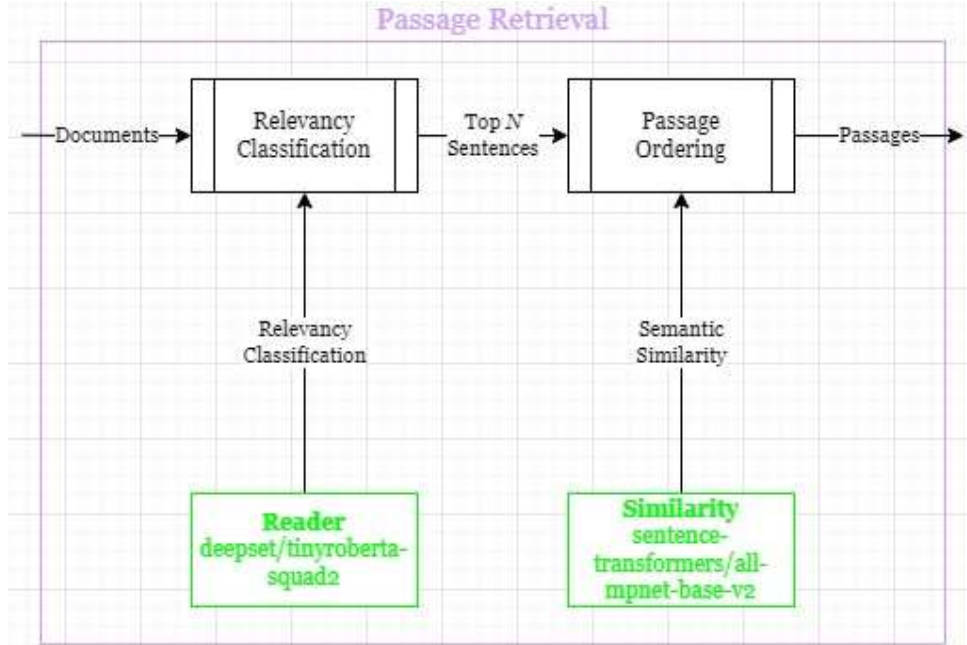 Passage Retrieval
Documents
Relevancy
Classification
Top N
Sentences
Passage
Ordering
Passages
Relevancy
Classification
Semantic
Similarity
Reader
deepset/tinyroberta-
squad2
Similarity
sentence-
transformers/all-
mpnet-base-v2